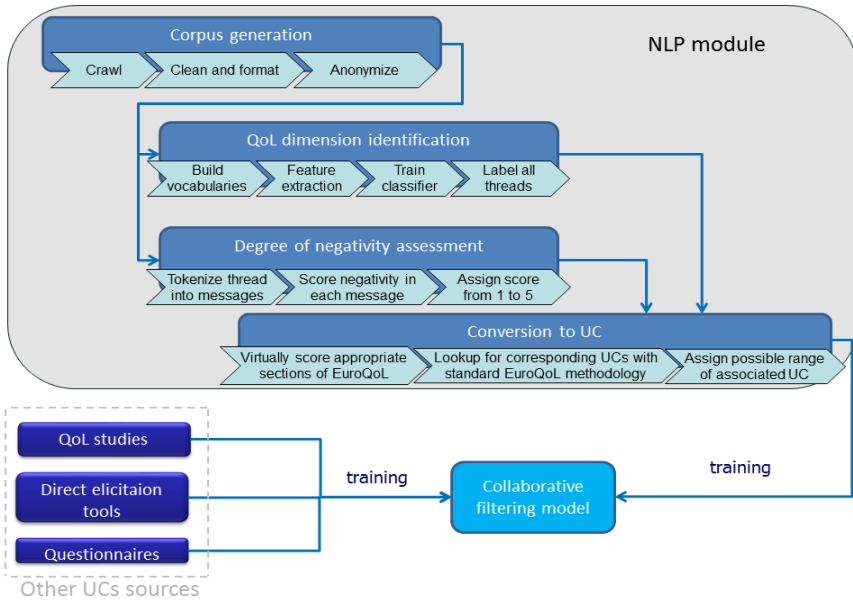 NLP module
Corpus generation
Crawl
Clean and format
Anonymize
QoL dimension identification
Build
vocabularies
Feature
extraction
Train
classifier
Label all
threads
Degree of negativity assessment
Tokenize thread
into messages
Score negativity in
each message
Assign score
from 1 to 5
Conversion to UC
Virtually score appropriate
sections of EuroQoL
Lookup for corresponding UCs with
standard EuroQoL methodology
Assign possible range
of associated UC
QoL studies
Direct elicitaion
tools
Questionnaires
Other UCs sources
training
Collaborative
filtering model
training